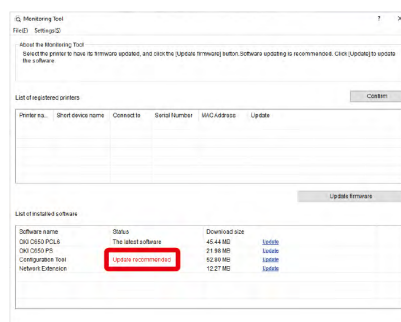 Monitoring Tool ? X
File(F) Settings(S)
About the Monitoring Tool
Select the printer to have its firmware updated, and click the [Update firmware] button.Software updating is recommended. Click [Update] to update
the software.
List of registered printers Confirm
Printer na... Short device name Connect to Serial Number MAC Address Update
Update firmware
List of installed software
Software name Status Download size
OKI C650 PCL6 The latest software 45.44 MB Update
OKI C650 PS 21.98 MB Update
Configuration Tool Update recommended 52.80 MB Update
Network Extension 12.27 MB Update